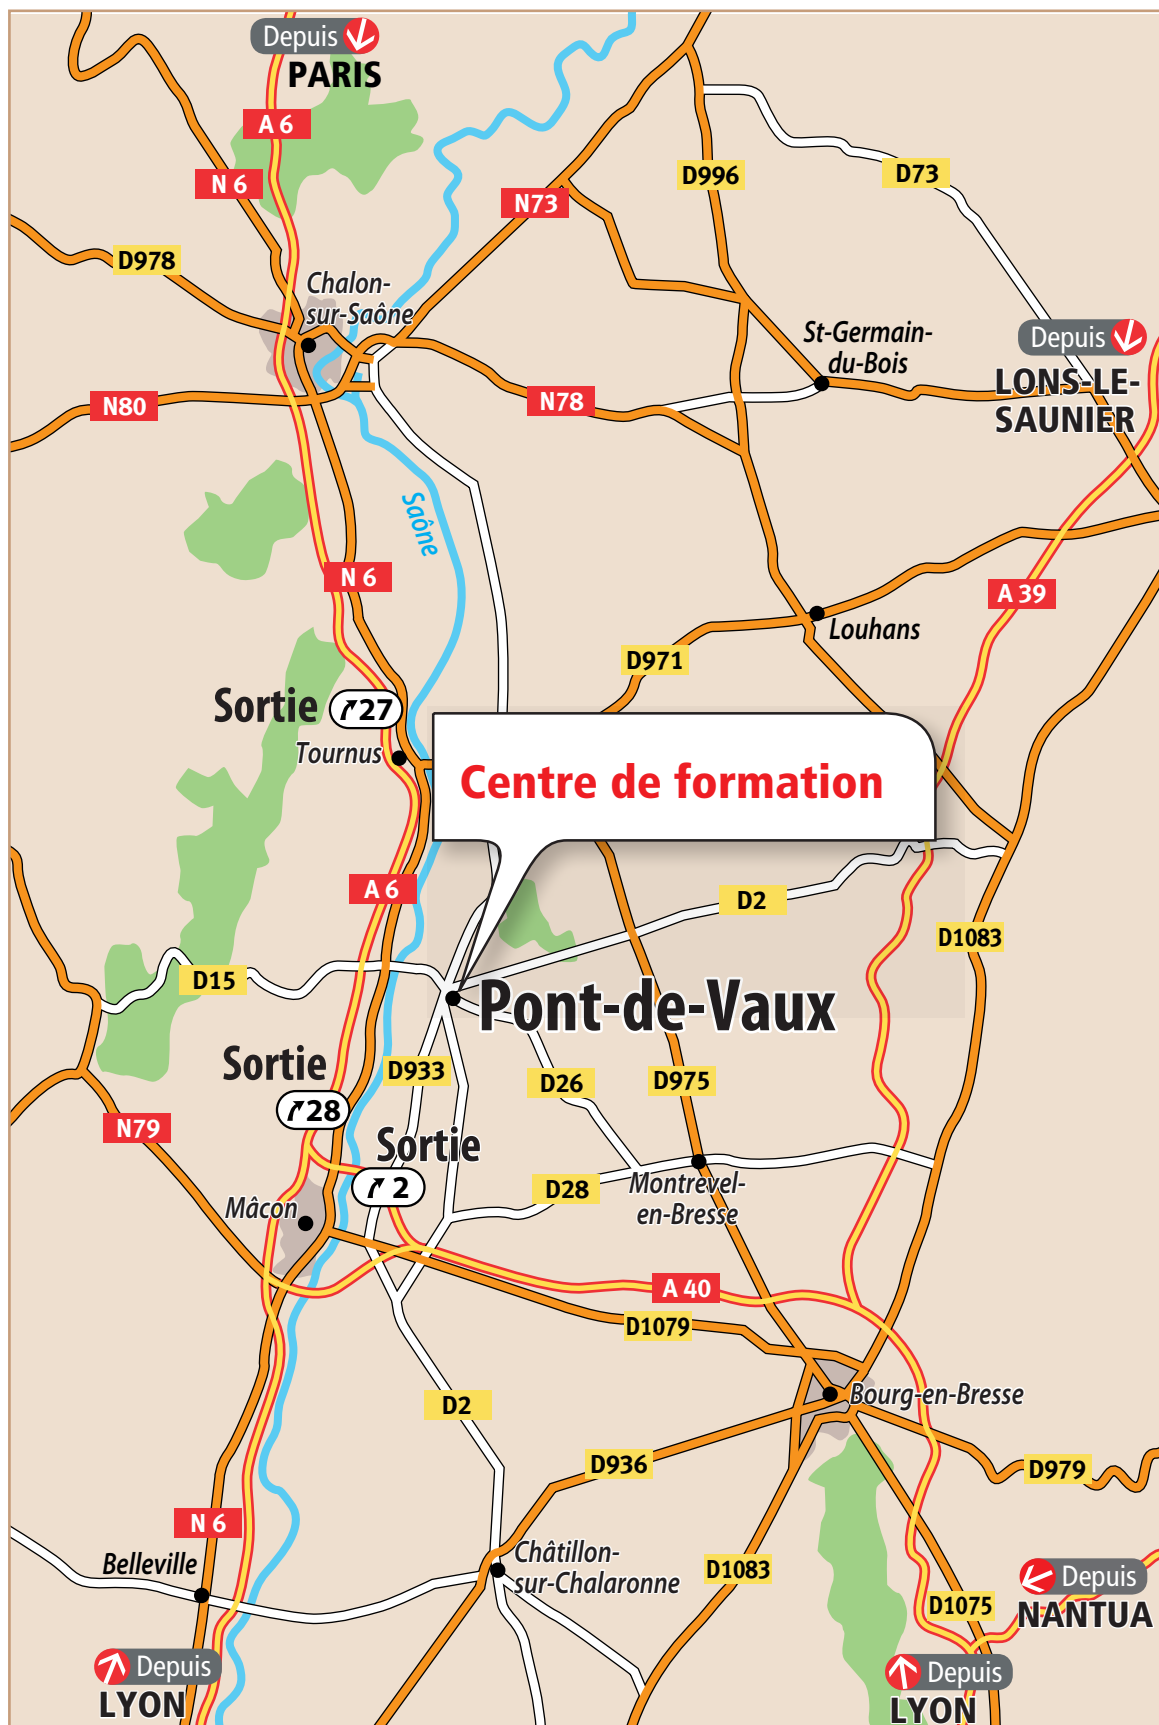 Depuis
PARIS
A 6
N 6
N73
D996
D73
D978
Chalon-
sur-Saône
St-Germain-
du-Bois
Depuis
LONS-LE-
SAUNIER
N80
N78
Saône
N 6
A 39
Louhans
D971
Sortie 27
Tournus
Centre de formation
A 6
D2
D1083
D15
Pont-de-Vaux
Sortie
28
D933
D26
D975
N79
Sortie
2
D28
Montrevel-
en-Bresse
Mâcon
A 40
D1079
Bourg-en-Bresse
D2
D936
D979
N 6
Belleville
Châtillon-
sur-Chalaronne
D1083
Depuis
NANTUA
D1075
Depuis
LYON
Depuis
LYON